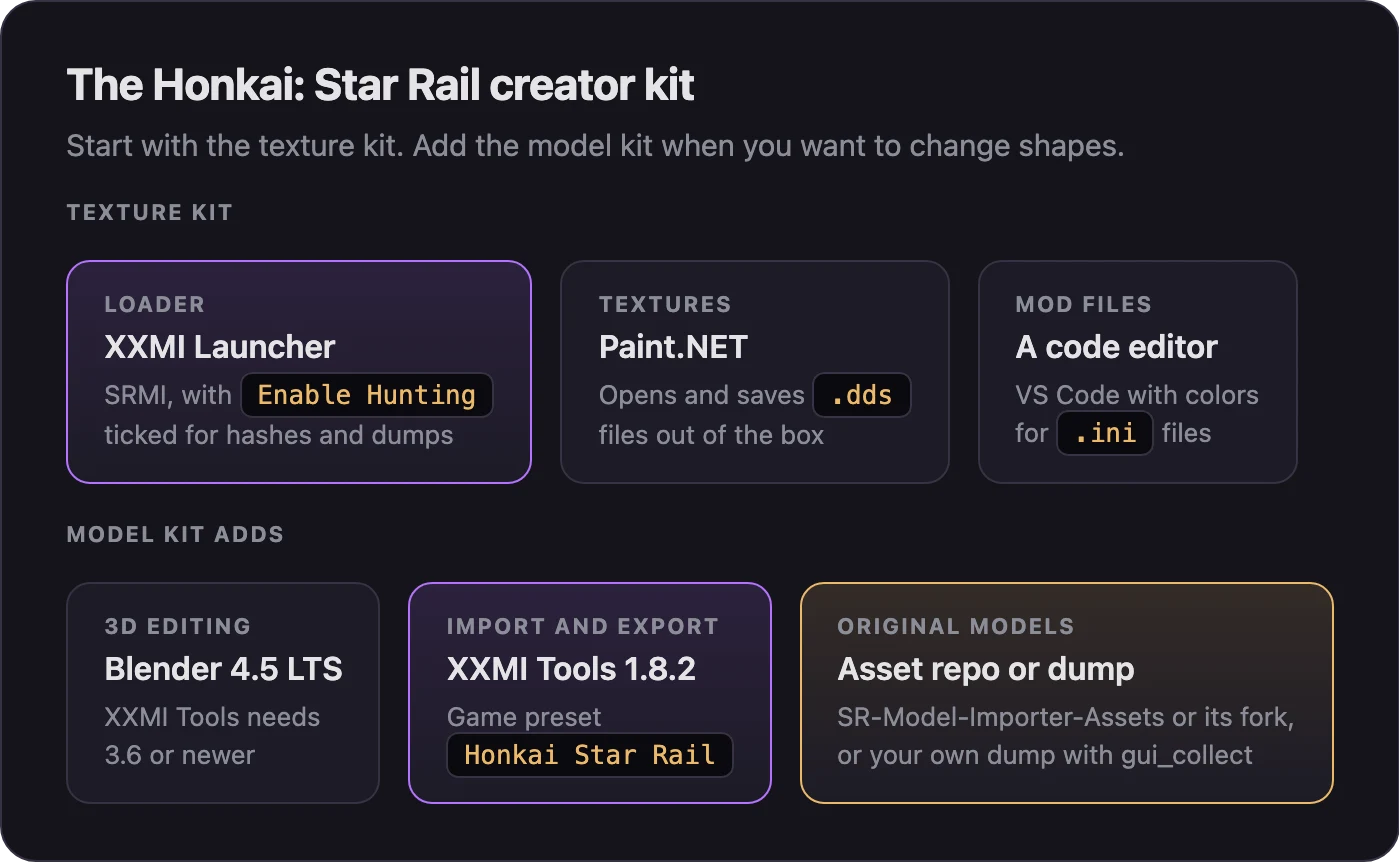 The Honkai: Star Rail creator kit
Start with the texture kit. Add the model kit when you want to change shapes.
TEXTURE KIT
LOADER
XXMI Launcher
SRMI, with Enable Hunting
ticked for hashes and dumps
TEXTURES
Paint.NET
Opens and saves .dds
files out of the box
MOD FILES
A code editor
VS Code with colors
for .ini files
MODEL KIT ADDS
3D EDITING
Blender 4.5 LTS
XXMI Tools needs
3.6 or newer
IMPORT AND EXPORT
XXMI Tools 1.8.2
Game preset
Honkai Star Rail
ORIGINAL MODELS
Asset repo or dump
SR-Model-Importer-Assets or its fork,
or your own dump with gui_collect